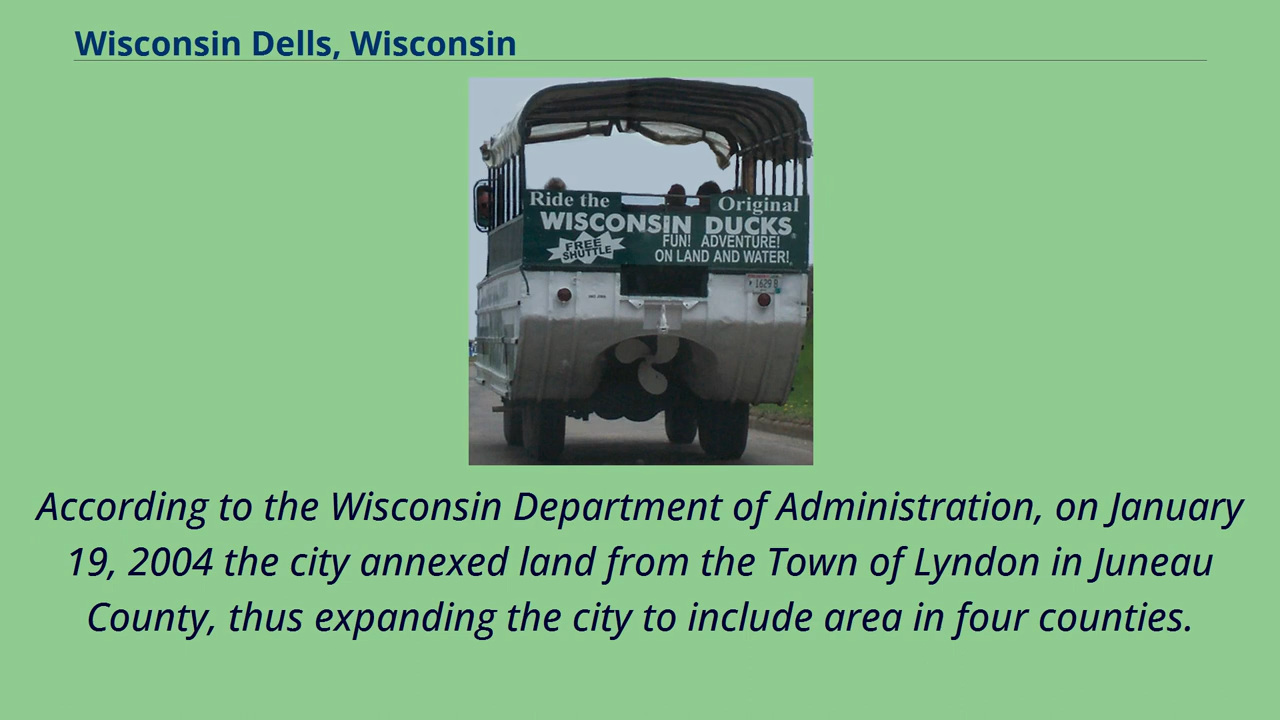 Wisconsin Dells, Wisconsin
Ride the Original
WISCONSIN DUCKS
FREE SHUTTLE
FUN! ADVENTURE!
ON LAND AND WATER!
1629 B
According to the Wisconsin Department of Administration, on January
19, 2004 the city annexed land from the Town of Lyndon in Juneau
County, thus expanding the city to include area in four counties.